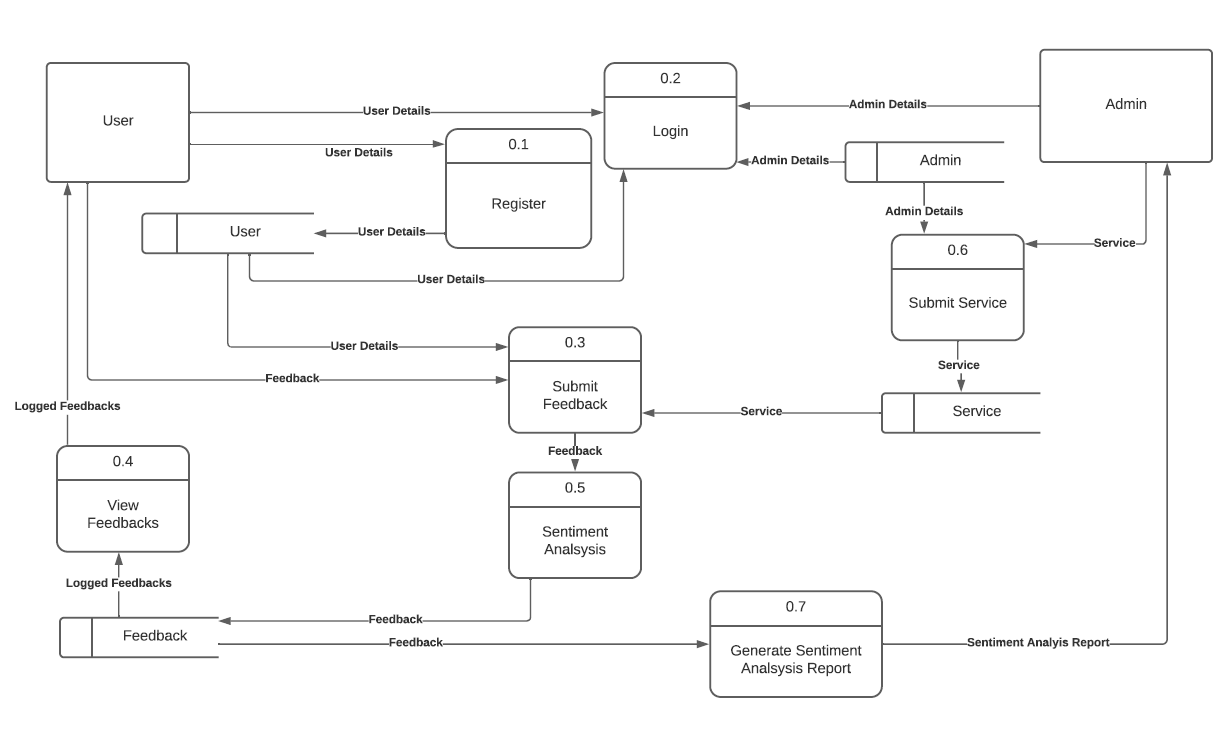 0.2
User
Admin
User Details
Admin Details
Login
0.1
User Details
Admin Details
Admin
Register
Admin Details
User
User Details
Service
0.6
User Details
Submit Service
0.3
User Details
Service
Feedback
Submit
Feedback
Logged Feedbacks
Service
Service
Feedback
0.4
0.5
View
Feedbacks
Sentiment
Analsysis
Logged Feedbacks
0.7
Feedback
Feedback
Feedback
Sentiment Analyis Report
Generate Sentiment
Analsysis Report